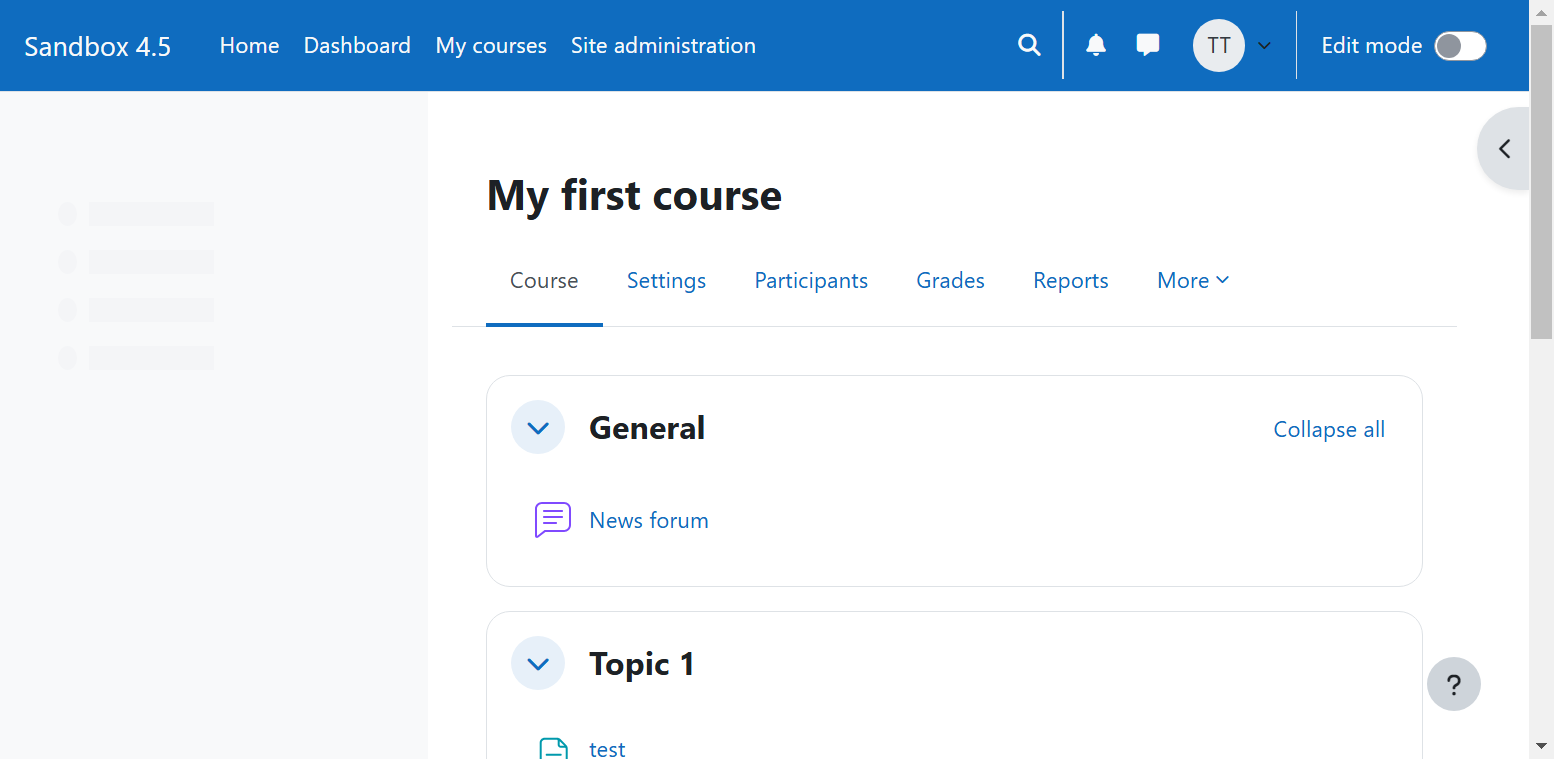 Sandbox 4.5 Home Dashboard My courses Site administration TT Edit mode
My first course
Course Settings Participants Grades Reports More
General Collapse all
News forum
Topic 1
?
test